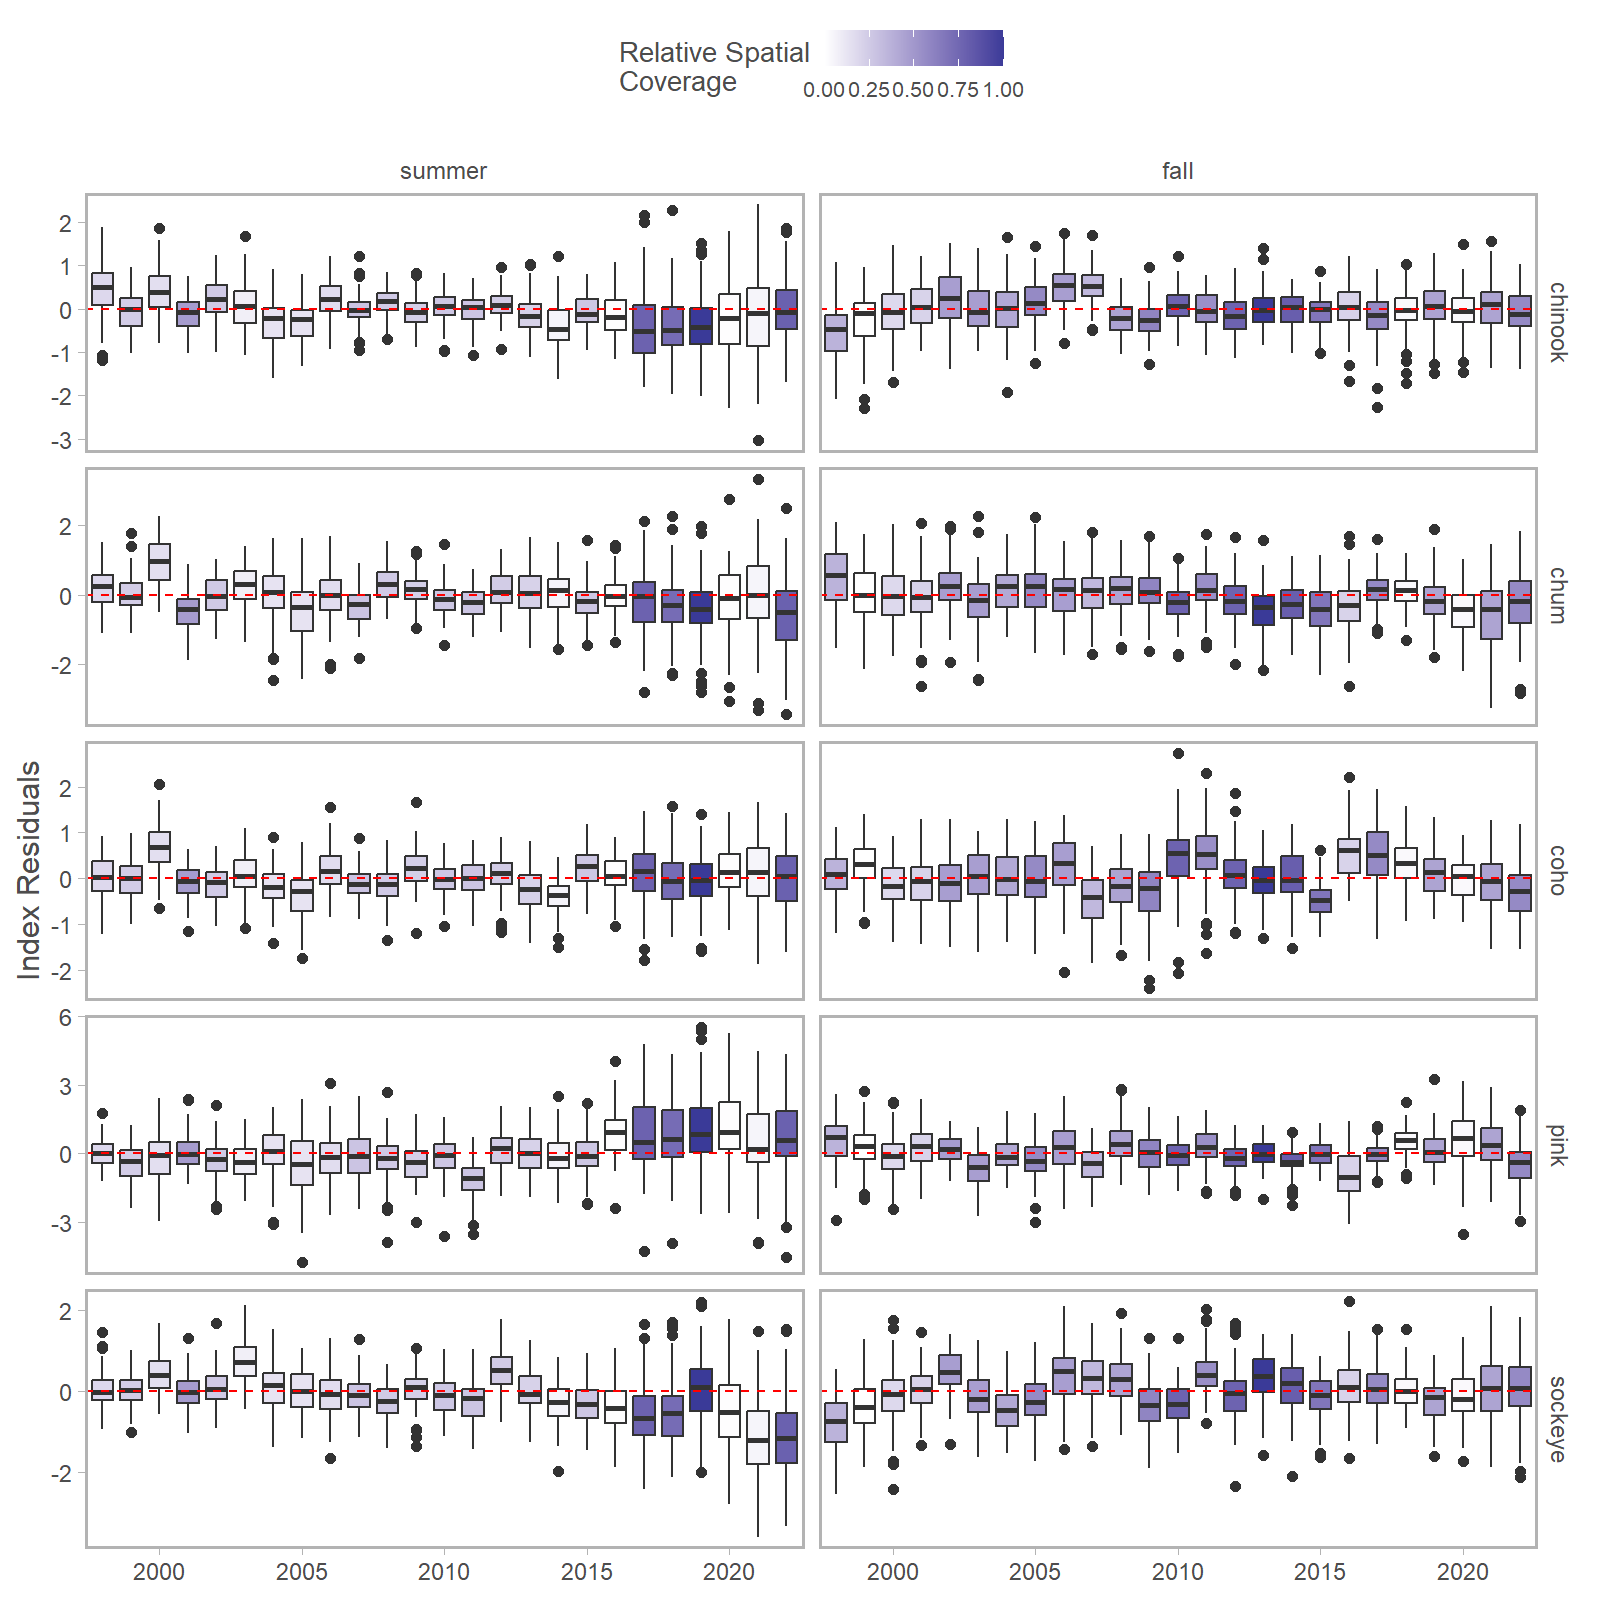 Relative Spatial
Coverage
0.00 0.25 0.50 0.75 1.00
summer fall
2
1
0
-1
-2
-3
chinook
2
0
-2
chum
2
1
0
-1
-2
coho
6
3
0
-3
pink
2
0
-2
sockeye
Index Residuals
2000 2005 2010 2015 2020 2000 2005 2010 2015 2020